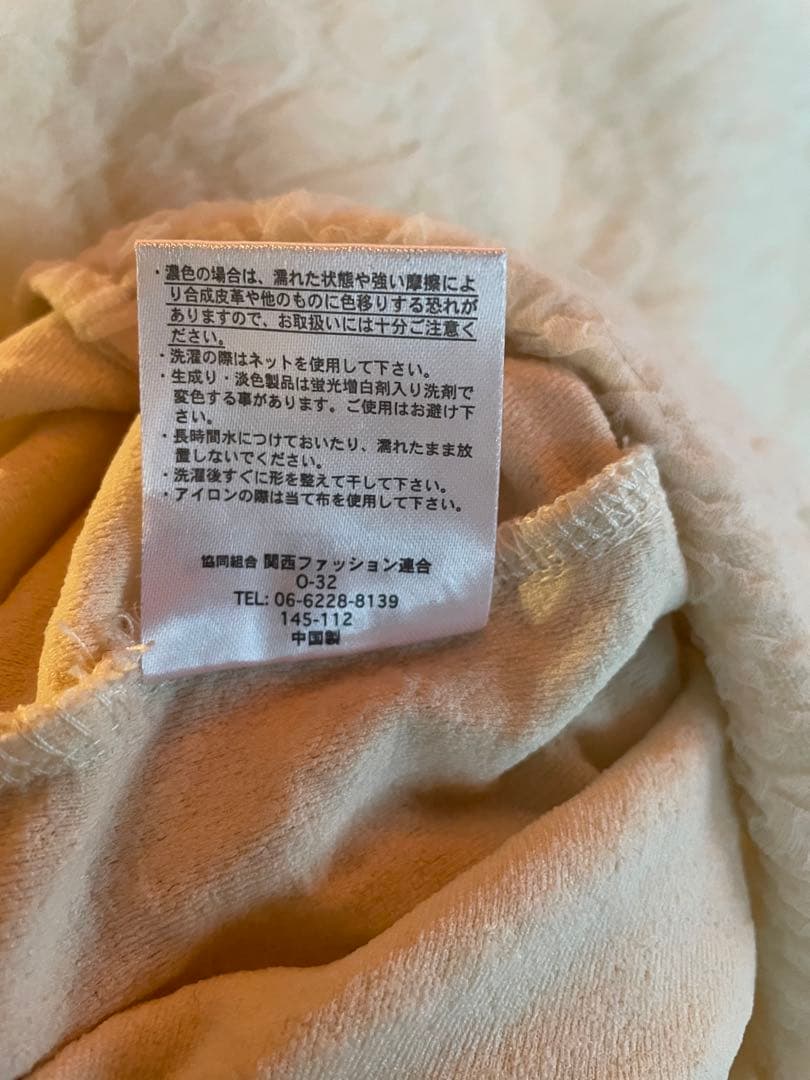 ・濃色の場合は、濡れた状態や強い摩擦によ
り合成皮革や他のものに色移りする恐れが
ありますので、お取扱いには十分ご注意く
ださい。
・洗濯の際はネットを使用して下さい。
・生成り・淡色製品は蛍光増白剤入り洗剤で
変色する事があります。ご使用はお避け下
さい。
・長時間水につけておいたり、濡れたまま放
置しないでください。
・洗濯後すぐに形を整えて干して下さい。
・アイロンの際は当て布を使用して下さい。
協同組合 関西ファッション連合
O-32
TEL: 06-6228-8139
145-112
中国製